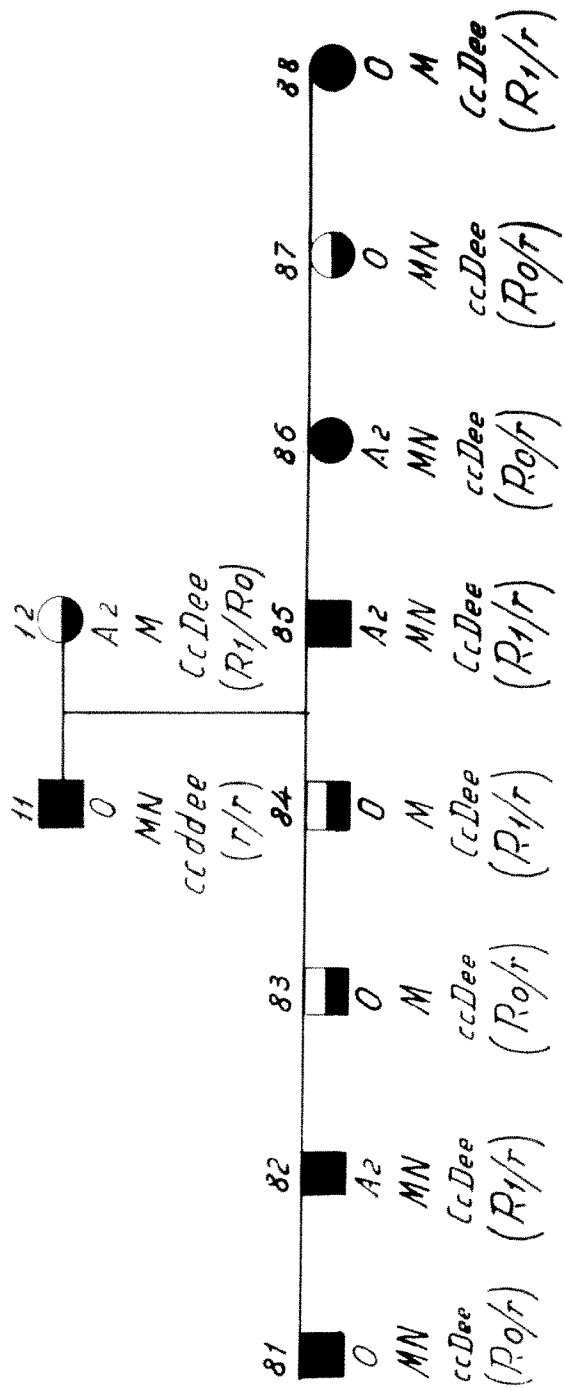 11
O
MN
ccddee
(r/r)
12
A2
M
CcDee
(R1/Ro)
81
O
MN
ccDee
(Ro/r)
82
A2
MN
CcDee
(R1/r)
83
O
M
ccDee
(Ro/r)
84
O
M
CcDee
(R1/r)
85
A2
MN
CcDee
(R1/r)
86
A2
MN
ccDee
(Ro/r)
87
O
MN
ccDee
(Ro/r)
88
O
M
CcDee
(R1/r)